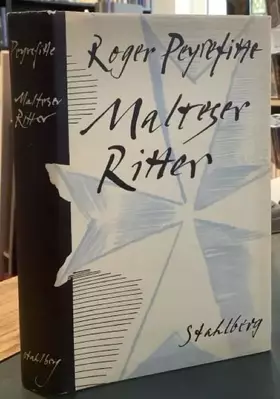 Peyrefitte
Malteser
Ritter
Stahlberg
Roger Peyrefitte
Malteser
Ritter
Stahlberg